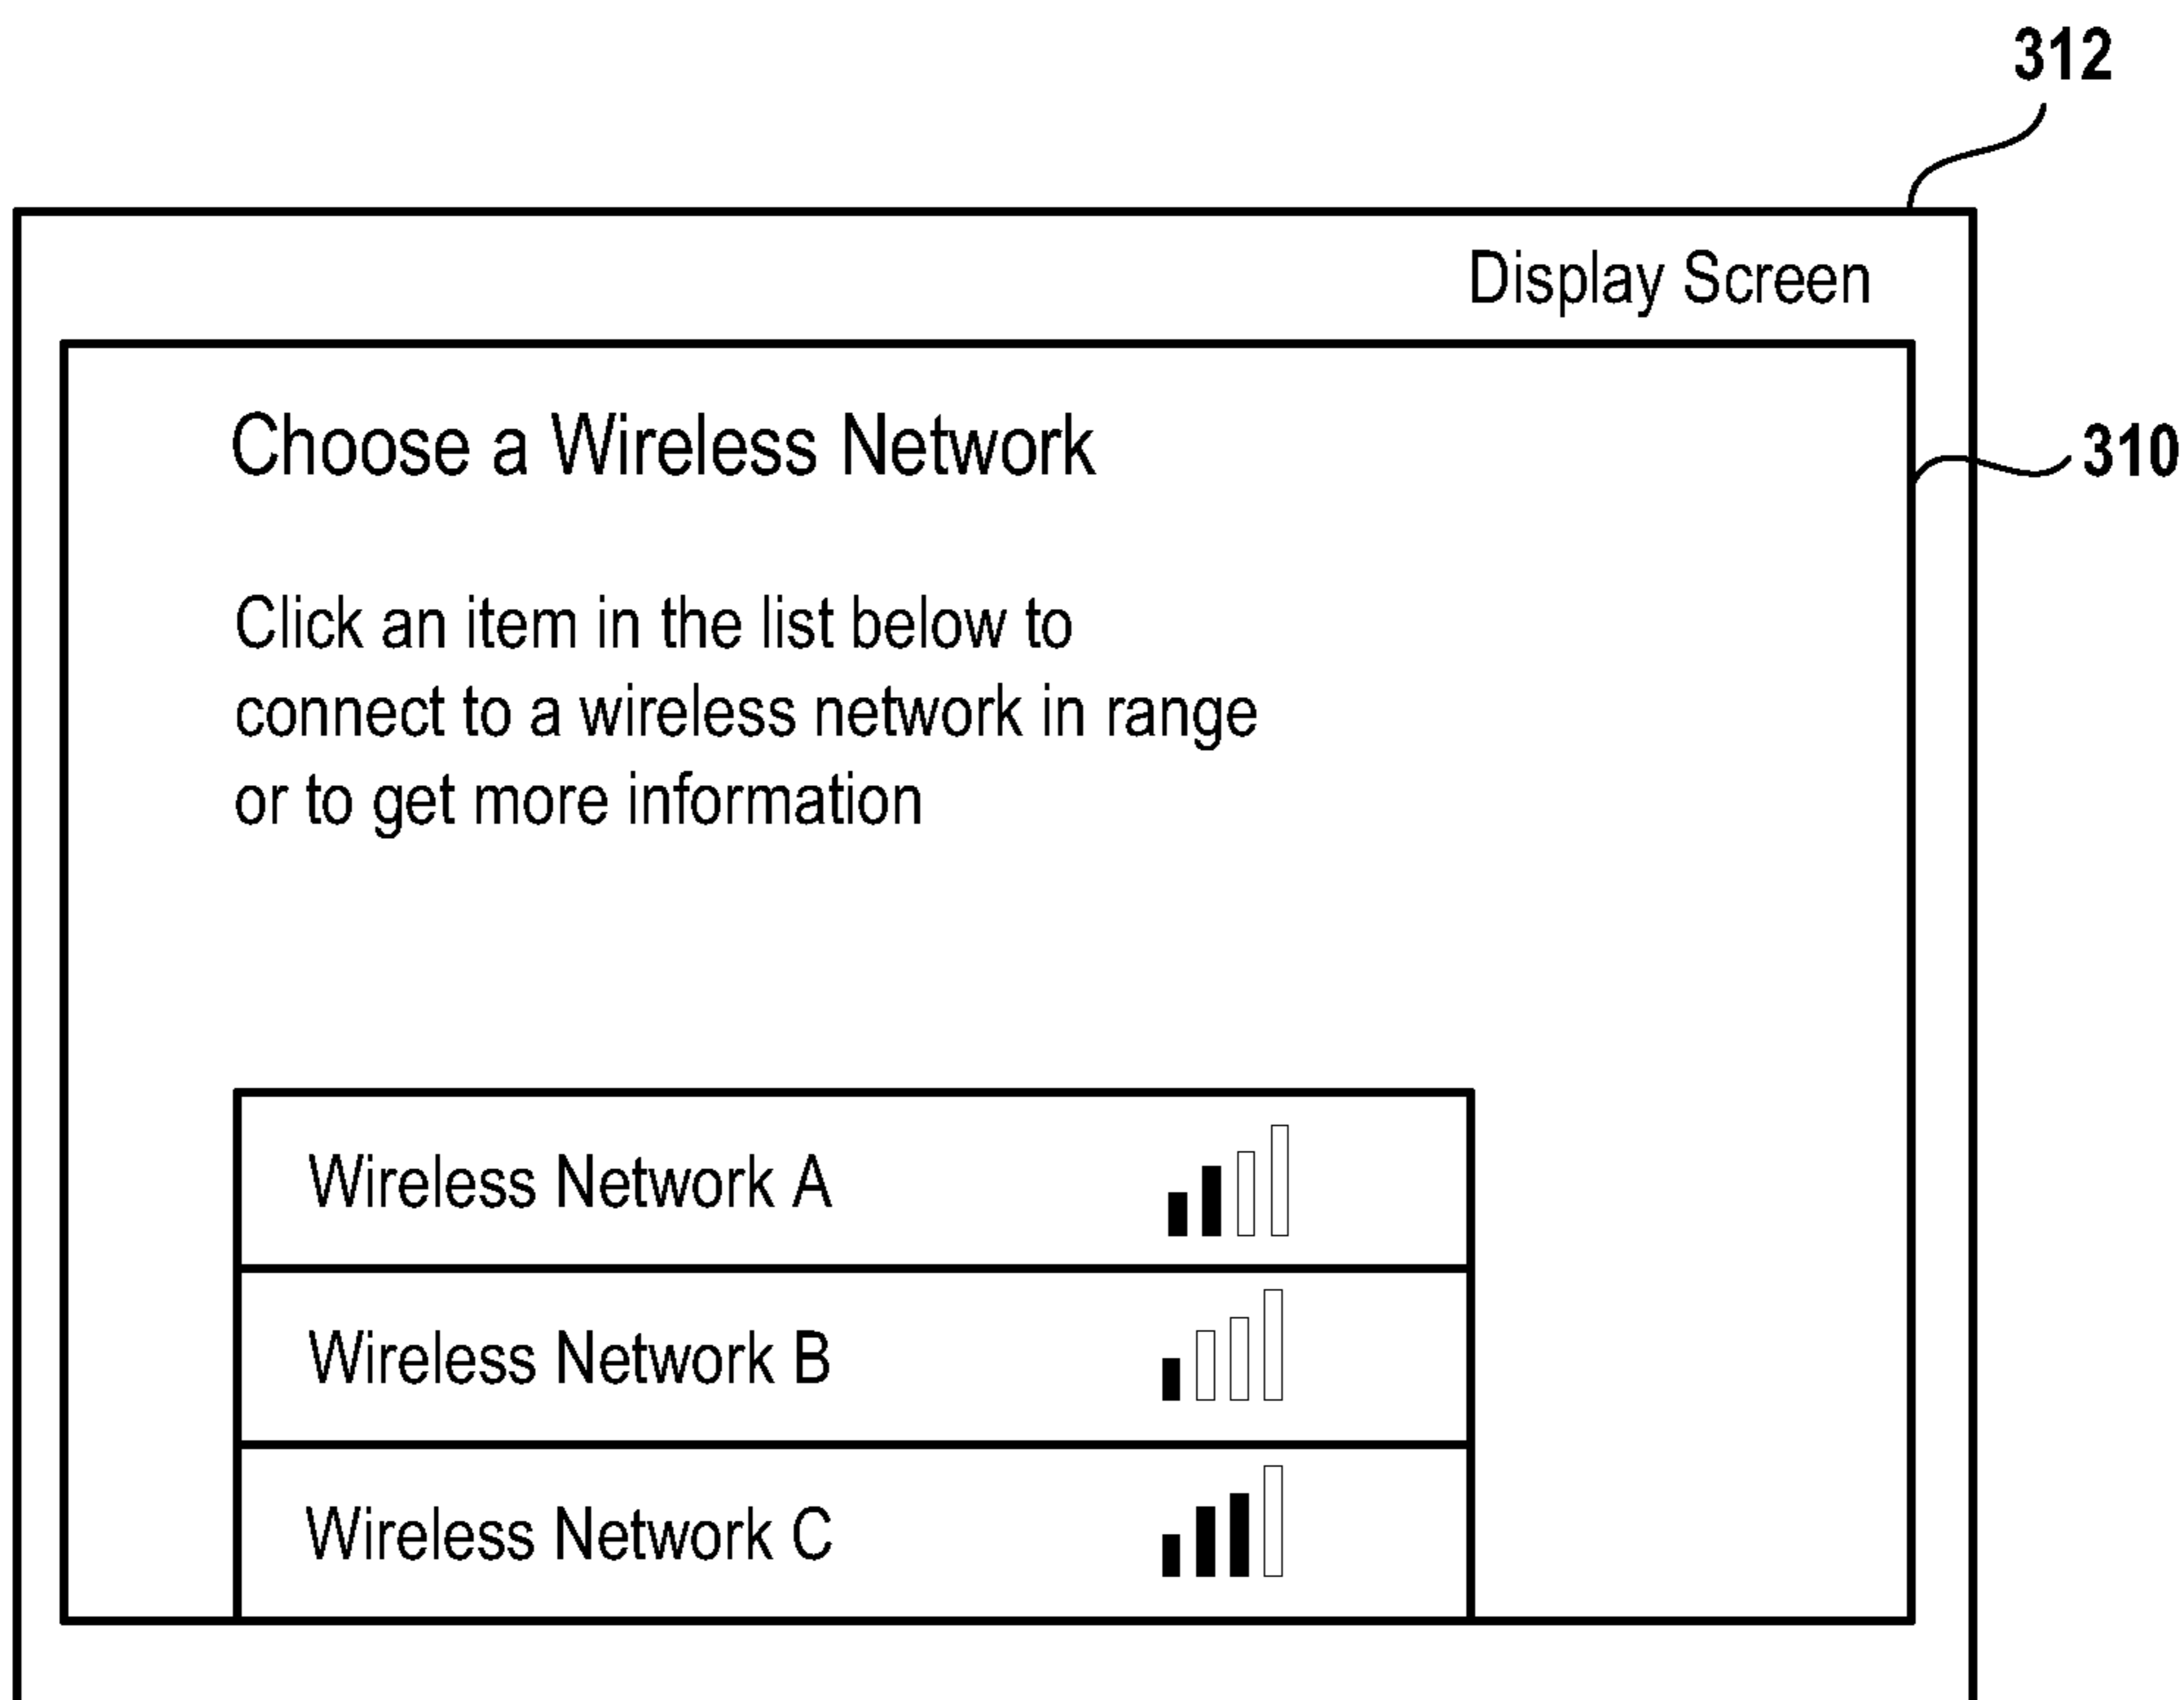 312
Display Screen
Choose a Wireless Network
310
Click an item in the list below to
connect to a wireless network in range
or to get more information
Wireless Network A
Wireless Network B
Wireless Network C